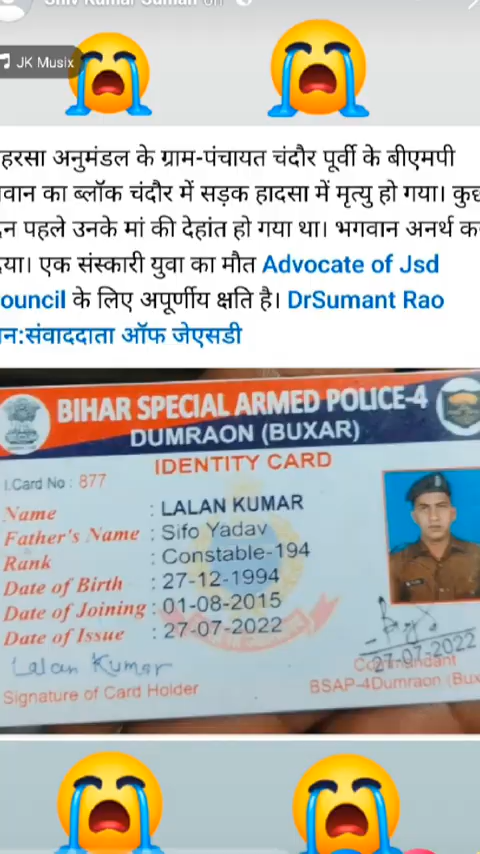 Shiv Kumar Suman on
JK Musix
हरसा अनुमंडल के ग्राम-पंचायत चंदौर पूर्वी के बीएमपी
वान का ब्लॉक चंदौर में सड़क हादसा में मृत्यु हो गया। कुछ
न पहले उनके मां की देहांत हो गया था। भगवान अनर्थ क
या। एक संस्कारी युवा का मौत Advocate of Jsd
ouncil के लिए अपूर्णीय क्षति है। DrSumant Rao
न:संवाददाता ऑफ जेएसडी
BIHAR SPECIAL ARMED POLICE-4
DUMRAON (BUXAR)
IDENTITY CARD
I.Card No : 877
Name : LALAN KUMAR
Father's Name : Sifo Yadav
Rank : Constable-194
Date of Birth : 27-12-1994
Date of Joining : 01-08-2015
Date of Issue : 27-07-2022
Lalan Kumar
Signature of Card Holder
27-07-2022
Commandant
BSAP-4Dumraon (Bux